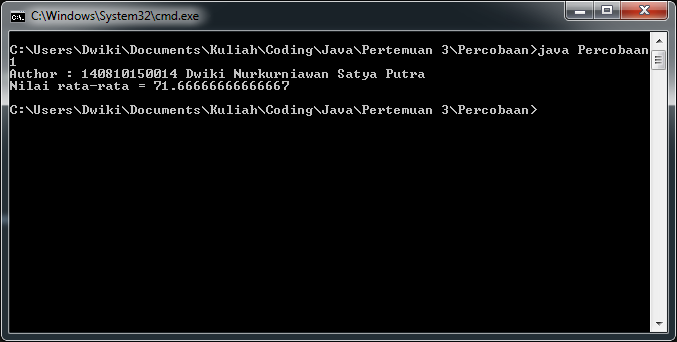 C:\Windows\System32\cmd.exe
C:\Users\Dwiki\Documents\Kuliah\Coding\Java\Pertemuan 3\Percobaan>java Percobaan
1
Author : 140810150014 Dwiki Nurkurniawan Satya Putra
Nilai rata-rata = 71.66666666666667
C:\Users\Dwiki\Documents\Kuliah\Coding\Java\Pertemuan 3\Percobaan>